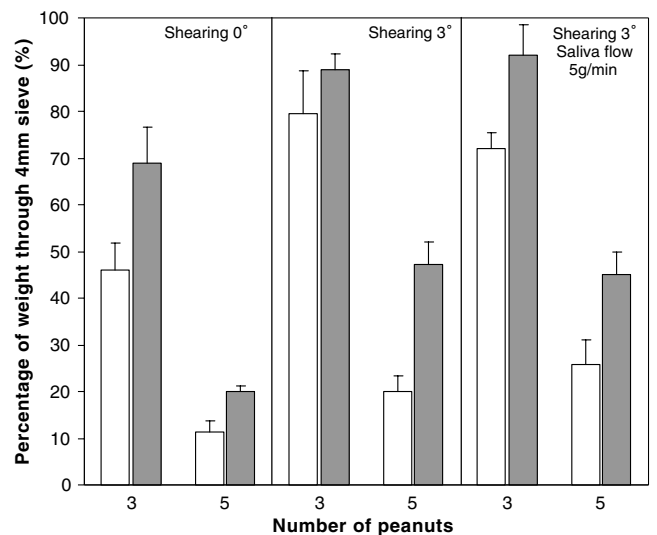 Percentage of weight through 4mm sieve (%)
100
90
80
70
60
50
40
30
20
10
0
Shearing 0°
Shearing 3°
Shearing 3°
Saliva flow
5g/min
3 5 3 5 3 5
Number of peanuts